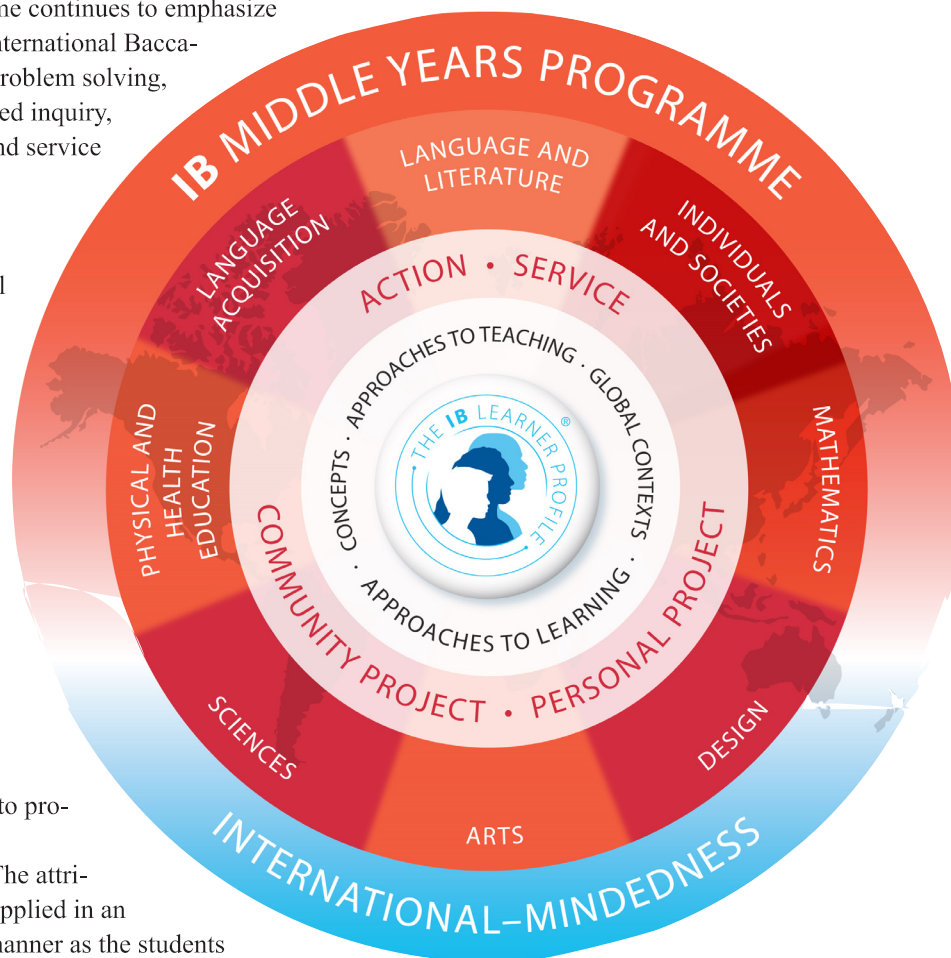 me continues to emphasize
nternational Bacca-
roblem solving,
ed inquiry,
nd service
l
to pro-
The attri-
pplied in an
nanner as the students
IB MIDDLE YEARS PROGRAMME
LANGUAGE AND
LITERATURE
INDIVIDUALS
AND SOCIETIES
MATHEMATICS
DESIGN
ARTS
SCIENCES
PHYSICAL AND
HEALTH
EDUCATION
LANGUAGE
ACQUISITION
ACTION • SERVICE
PERSONAL PROJECT
COMMUNITY PROJECT •
APPROACHES TO TEACHING · GLOBAL CONTEXTS · APPROACHES TO LEARNING · CONCEPTS ·
THE IB LEARNER PROFILE ®
INTERNATIONAL–MINDEDNESS